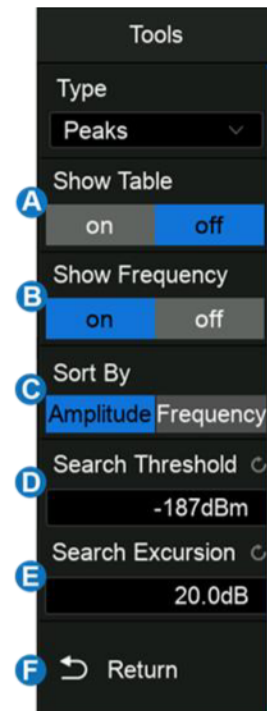 Tools
Type
Peaks
A
Show Table
on off
B
Show Frequency
on off
C
Sort By
Amplitude Frequency
D
Search Threshold
-187dBm
E
Search Excursion
20.0dB
F Return